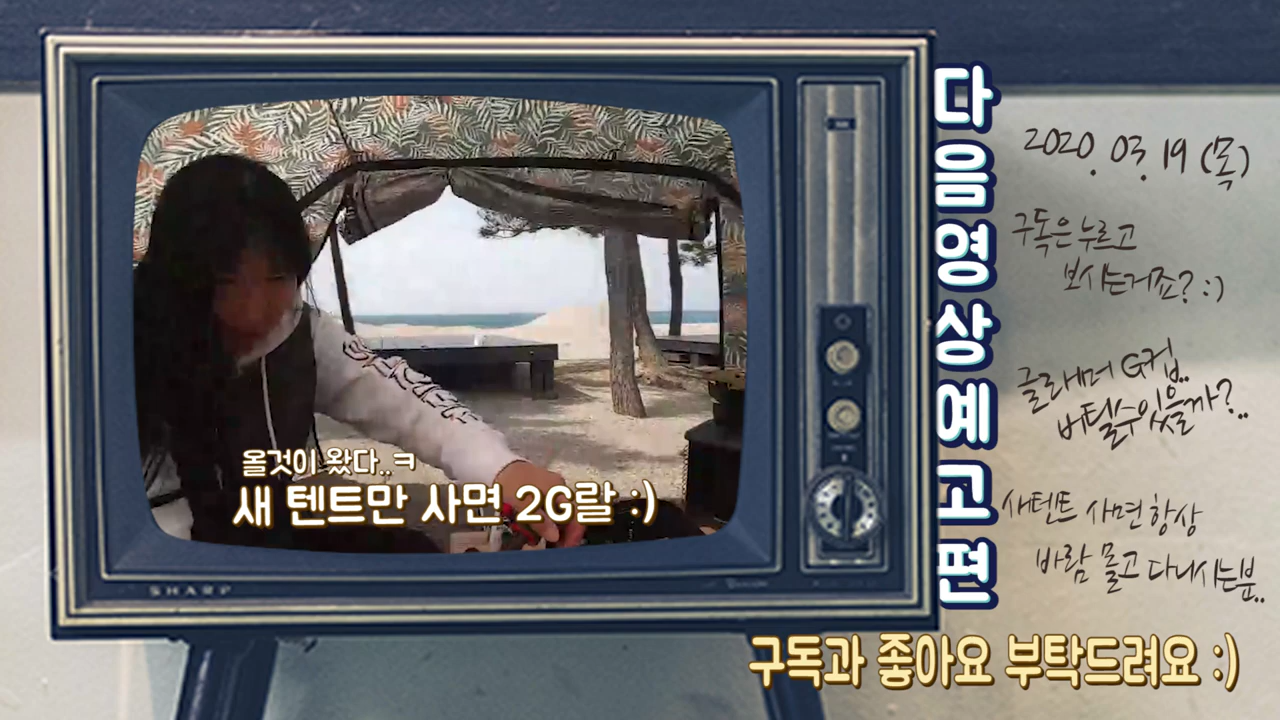 올것이 왔다..ㅋ
새 텐트만 사면 2G랄 :)
SHARP
다음영상예고편
2020. 03. 19 (목)
구독은 누르고
보시는거죠? :)
글로메머 G컵..
버틸수있을까?..
새텐트 사면 항상
바람 몰고 다니시는분..
구독과 좋아요 부탁드려요 :)